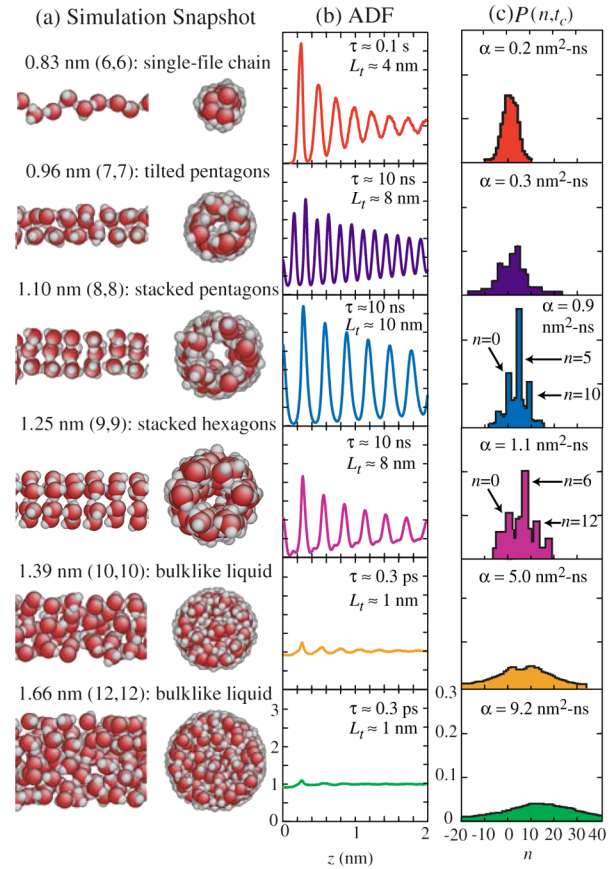 (a) Simulation Snapshot
(b) ADF
(c) P(n,t_c)
0.83 nm (6,6): single-file chain
τ ≈ 0.1 s
L_t ≈ 4 nm
α = 0.2 nm²-ns
0.96 nm (7,7): tilted pentagons
τ ≈ 10 ns
L_t ≈ 8 nm
α = 0.3 nm²-ns
1.10 nm (8,8): stacked pentagons
τ ≈10 ns
L_t ≈ 10 nm
α = 0.9
nm²-ns
n=0
n=5
n=10
1.25 nm (9,9): stacked hexagons
τ ≈ 10 ns
L_t ≈ 8 nm
α = 1.1 nm²-ns
n=0
n=6
n=12
1.39 nm (10,10): bulklike liquid
τ ≈ 0.3 ps
L_t ≈ 1 nm
α = 5.0 nm²-ns
1.66 nm (12,12): bulklike liquid
τ ≈ 0.3 ps
L_t ≈ 1 nm
α = 9.2 nm²-ns
3
2
1
0
0 1 2
z (nm)
0.3
0.2
0.1
0
-20 -10 0 10 20 30 40
n